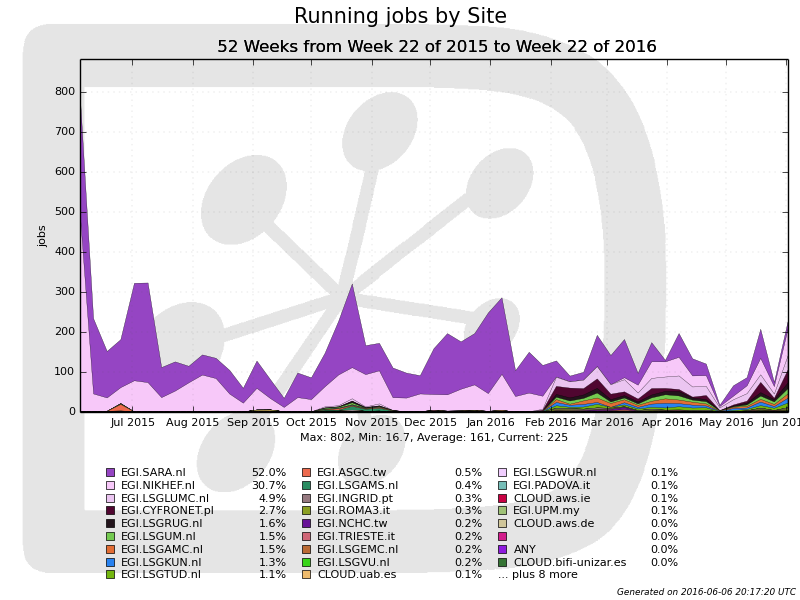 Running jobs by Site
52 Weeks from Week 22 of 2015 to Week 22 of 2016
800
700
600
500
400
300
200
100
0
jobs
Jul 2015 Aug 2015 Sep 2015 Oct 2015 Nov 2015 Dec 2015 Jan 2016 Feb 2016 Mar 2016 Apr 2016 May 2016 Jun 201
Max: 802, Min: 16.7, Average: 161, Current: 225
EGI.SARA.nl 52.0% EGI.ASGC.tw 0.5% EGI.LSGWUR.nl 0.1%
EGI.NIKHEF.nl 30.7% EGI.LSGAMS.nl 0.4% EGI.PADOVA.it 0.1%
EGI.LSGLUMC.nl 4.9% EGI.INGRID.pt 0.3% CLOUD.aws.ie 0.1%
EGI.CYFRONET.pl 2.7% EGI.ROMA3.it 0.3% EGI.UPM.my 0.1%
EGI.LSGRUG.nl 1.6% EGI.NCHC.tw 0.2% CLOUD.aws.de 0.0%
EGI.LSGUM.nl 1.5% EGI.TRIESTE.it 0.2% 0.0%
EGI.LSGAMC.nl 1.5% EGI.LSGEMC.nl 0.2% ANY 0.0%
EGI.LSGKUN.nl 1.3% EGI.LSGVU.nl 0.2% CLOUD.bifi-unizar.es 0.0%
EGI.LSGTUD.nl 1.1% CLOUD.uab.es 0.1% ... plus 8 more
Generated on 2016-06-06 20:17:20 UTC